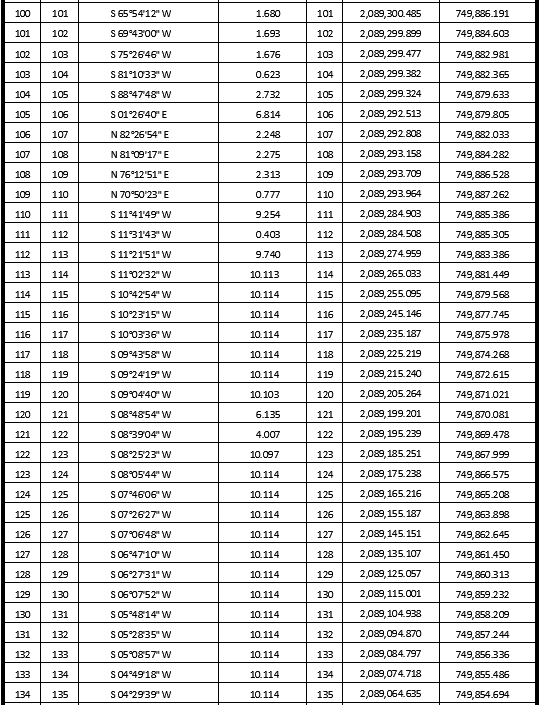 100 101 S 65°54'12" W 1.680 101 2,089,300.485 749,886.191
101 102 S 69°43'00" W 1.693 102 2,089,299.899 749,884.603
102 103 S 75°26'46" W 1.676 103 2,089,299.477 749,882.981
103 104 S 81°10'33" W 0.623 104 2,089,299.382 749,882.365
104 105 S 88°47'48" W 2.732 105 2,089,299.324 749,879.633
105 106 S 01°26'40" E 6.814 106 2,089,292.513 749,879.805
106 107 N 82°26'54" E 2.248 107 2,089,292.808 749,882.033
107 108 N 81°09'17" E 2.275 108 2,089,293.158 749,884.282
108 109 N 76°12'51" E 2.313 109 2,089,293.709 749,886.528
109 110 N 70°50'23" E 0.777 110 2,089,293.964 749,887.262
110 111 S 11°41'49" W 9.254 111 2,089,284.903 749,885.386
111 112 S 11°31'43" W 0.403 112 2,089,284.508 749,885.305
112 113 S 11°21'51" W 9.740 113 2,089,274.959 749,883.386
113 114 S 11°02'32" W 10.113 114 2,089,265.033 749,881.449
114 115 S 10°42'54" W 10.114 115 2,089,255.095 749,879.568
115 116 S 10°23'15" W 10.114 116 2,089,245.146 749,877.745
116 117 S 10°03'36" W 10.114 117 2,089,235.187 749,875.978
117 118 S 09°43'58" W 10.114 118 2,089,225.219 749,874.268
118 119 S 09°24'19" W 10.114 119 2,089,215.240 749,872.615
119 120 S 09°04'40" W 10.103 120 2,089,205.264 749,871.021
120 121 S 08°48'54" W 6.135 121 2,089,199.201 749,870.081
121 122 S 08°39'04" W 4.007 122 2,089,195.239 749,869.478
122 123 S 08°25'23" W 10.097 123 2,089,185.251 749,867.999
123 124 S 08°05'44" W 10.114 124 2,089,175.238 749,866.575
124 125 S 07°46'06" W 10.114 125 2,089,165.216 749,865.208
125 126 S 07°26'27" W 10.114 126 2,089,155.187 749,863.898
126 127 S 07°06'48" W 10.114 127 2,089,145.151 749,862.645
127 128 S 06°47'10" W 10.114 128 2,089,135.107 749,861.450
128 129 S 06°27'31" W 10.114 129 2,089,125.057 749,860.313
129 130 S 06°07'52" W 10.114 130 2,089,115.001 749,859.232
130 131 S 05°48'14" W 10.114 131 2,089,104.938 749,858.209
131 132 S 05°28'35" W 10.114 132 2,089,094.870 749,857.244
132 133 S 05°08'57" W 10.114 133 2,089,084.797 749,856.336
133 134 S 04°49'18" W 10.114 134 2,089,074.718 749,855.486
134 135 S 04°29'39" W 10.114 135 2,089,064.635 749,854.694